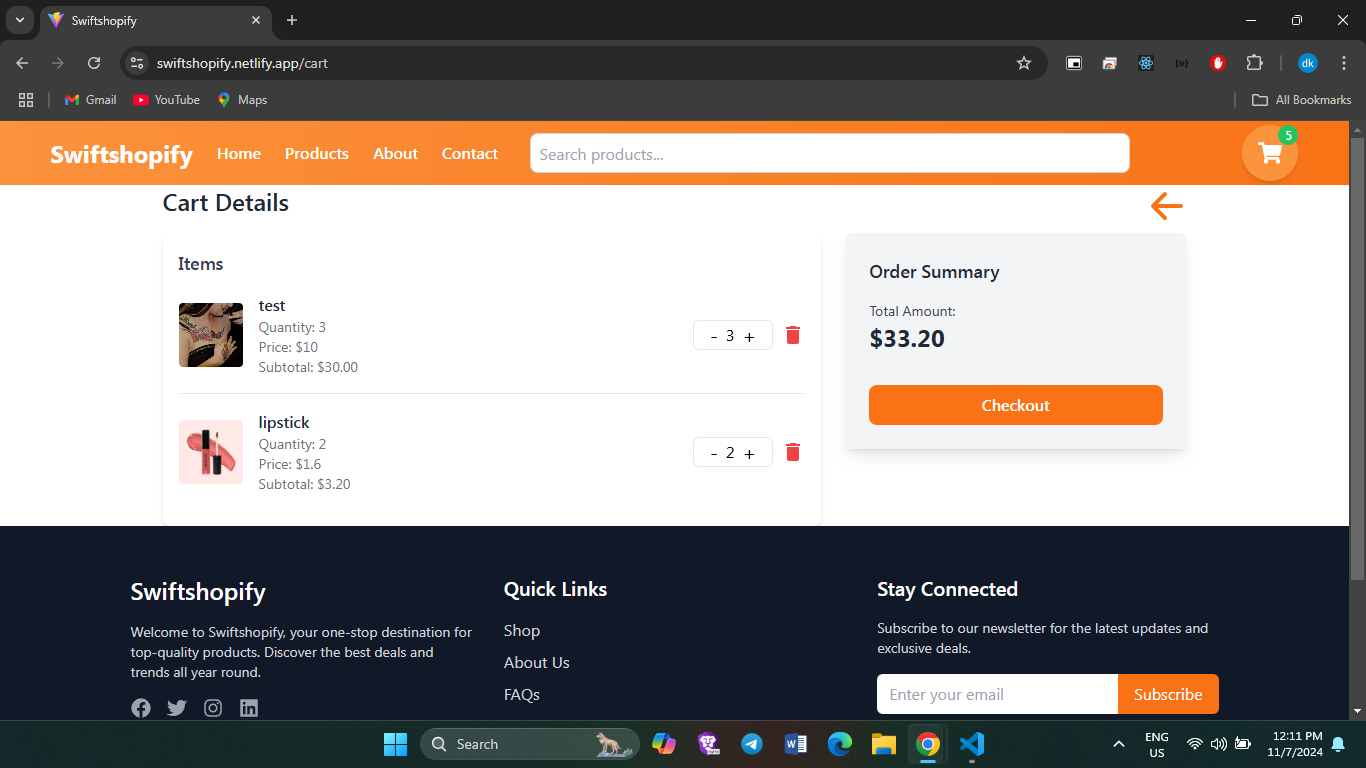 Swiftshopify
swiftshopify.netlify.app/cart
dk
Gmail
YouTube
Maps
All Bookmarks
Swiftshopify
Home
Products
About
Contact
Search products...
5
Cart Details
Items
test
Quantity: 3
Price: $10
Subtotal: $30.00
- 3 +
lipstick
Quantity: 2
Price: $1.6
Subtotal: $3.20
- 2 +
Order Summary
Total Amount:
$33.20
Checkout
Swiftshopify
Welcome to Swiftshopify, your one-stop destination for
top-quality products. Discover the best deals and
trends all year round.
Quick Links
Shop
About Us
FAQs
Stay Connected
Subscribe to our newsletter for the latest updates and
exclusive deals.
Enter your email
Subscribe
Search
ENG
US
12:11 PM
11/7/2024